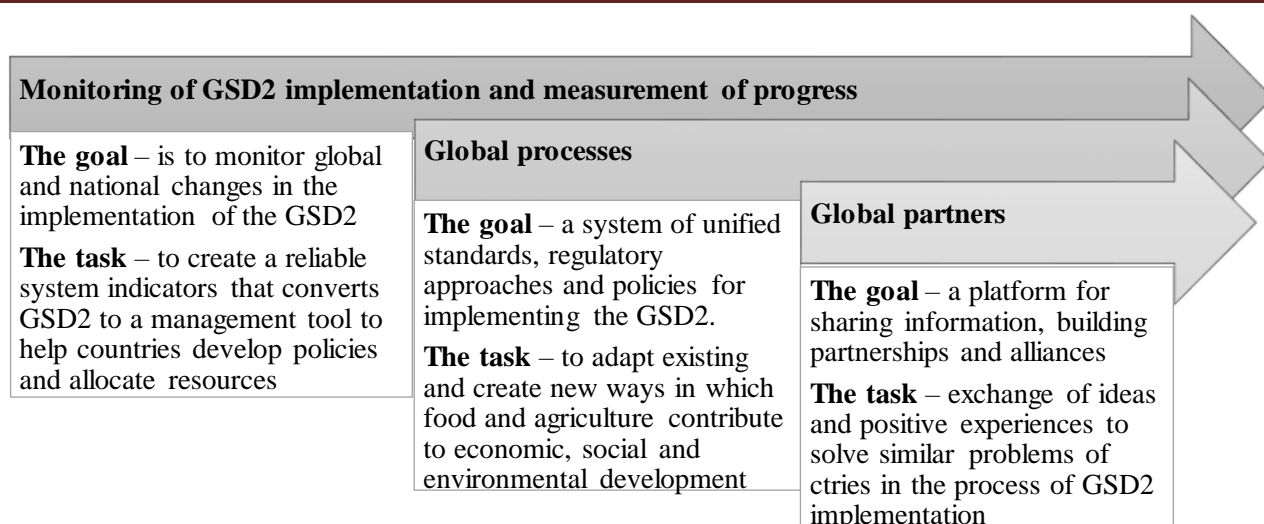 Monitoring of GSD2 implementation and measurement of progress
The goal – is to monitor global
and national changes in the
implementation of the GSD2
The task – to create a reliable
system indicators that converts
GSD2 to a management tool to
help countries develop policies
and allocate resources
Global processes
The goal – a system of unified
standards, regulatory
approaches and policies for
implementing the GSD2.
The task – to adapt existing
and create new ways in which
food and agriculture contribute
to economic, social and
environmental development
Global partners
The goal – a platform for
sharing information, building
partnerships and alliances
The task – exchange of ideas
and positive experiences to
solve similar problems of
ctries in the process of GSD2
implementation